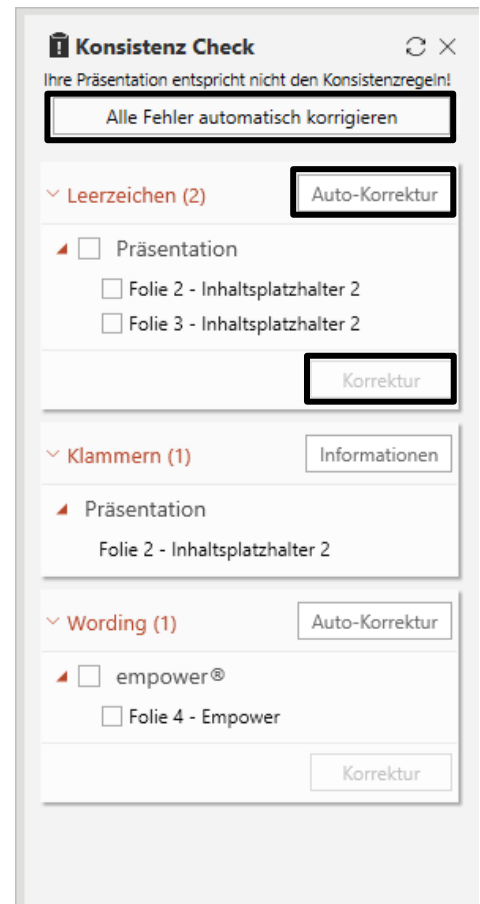 Konsistenz Check
Ihre Präsentation entspricht nicht den Konsistenzregeln!
Alle Fehler automatisch korrigieren
Leerzeichen (2) Auto-Korrektur
Präsentation
Folie 2 - Inhaltsplatzhalter 2
Folie 3 - Inhaltsplatzhalter 2
Korrektur
Klammern (1) Informationen
Präsentation
Folie 2 - Inhaltsplatzhalter 2
Wording (1) Auto-Korrektur
empower®
Folie 4 - Empower
Korrektur